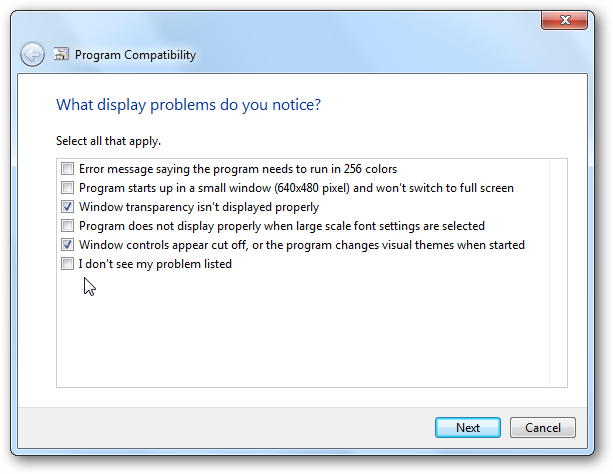 Program Compatibility
What display problems do you notice?
Select all that apply.
Error message saying the program needs to run in 256 colors
Program starts up in a small window (640x480 pixel) and won't switch to full screen
Window transparency isn't displayed properly
Program does not display properly when large scale font settings are selected
Window controls appear cut off, or the program changes visual themes when started
I don't see my problem listed
Next
Cancel